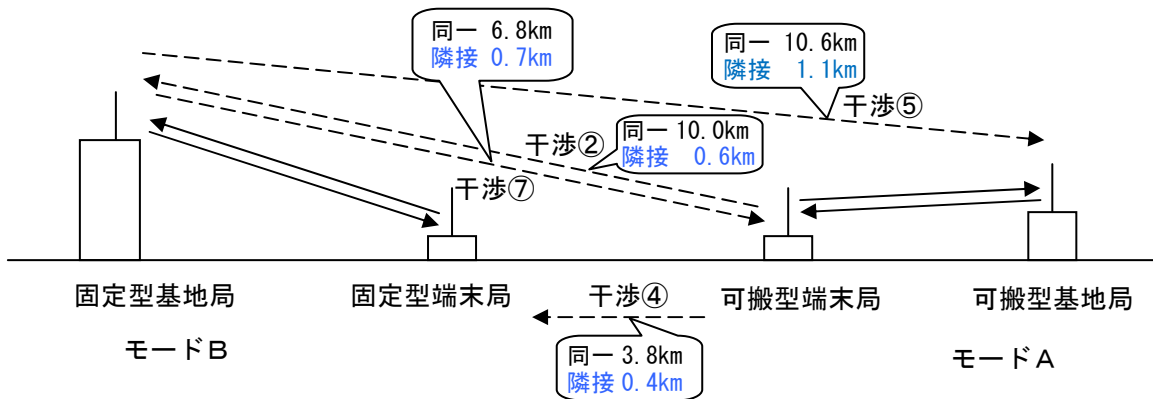 同一 6.8km
隣接 0.7km
同一 10.6km
隣接 1.1km
干渉⑤
干渉②
同一 10.0km
隣接 0.6km
干渉⑦
固定型基地局
固定型端末局
干渉④
可搬型端末局
可搬型基地局
モードB
モードA
同一 3.8km
隣接 0.4km